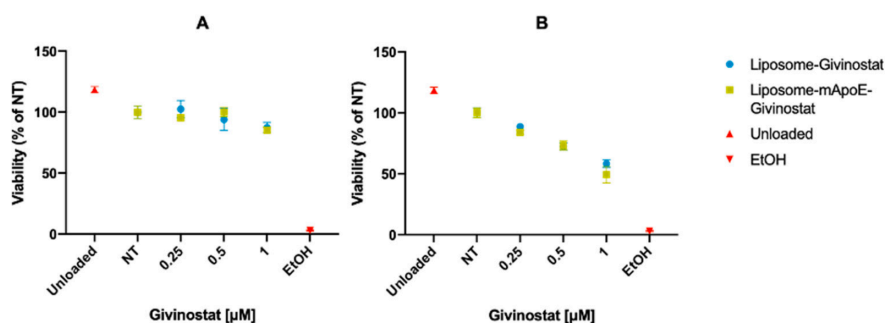 A
Viability (% of NT)
150
100
50
0
Unloaded
NT
0.25
0.5
1
EtOH
Givinostat [µM]
B
Viability (% of NT)
150
100
50
0
Unloaded
NT
0.25
0.5
1
EtOH
Givinostat [µM]
Liposome-Givinostat
Liposome-mApoE-
Givinostat
Unloaded
EtOH